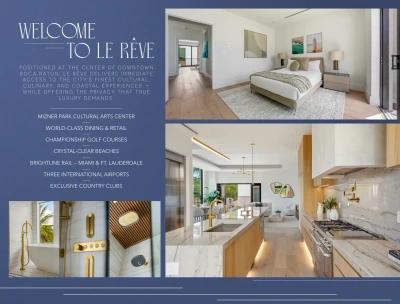 WELCOME
TO LE RÊVE
POSITIONED AT THE CENTER OF DOWNTOWN
BOCA RATON, LE RÊVE DELIVERS IMMEDIATE
ACCESS TO THE CITY'S FINEST CULTURAL,
CULINARY, AND COASTAL EXPERIENCES —
WHILE OFFERING THE PRIVACY THAT TRUE
LUXURY DEMANDS
MIZNER PARK CULTURAL ARTS CENTER
WORLD-CLASS DINING & RETAIL
CHAMPIONSHIP GOLF COURSES
CRYSTAL-CLEAR BEACHES
BRIGHTLINE RAIL – MIAMI & FT. LAUDERDALE
THREE INTERNATIONAL AIRPORTS
EXCLUSIVE COUNTRY CLUBS